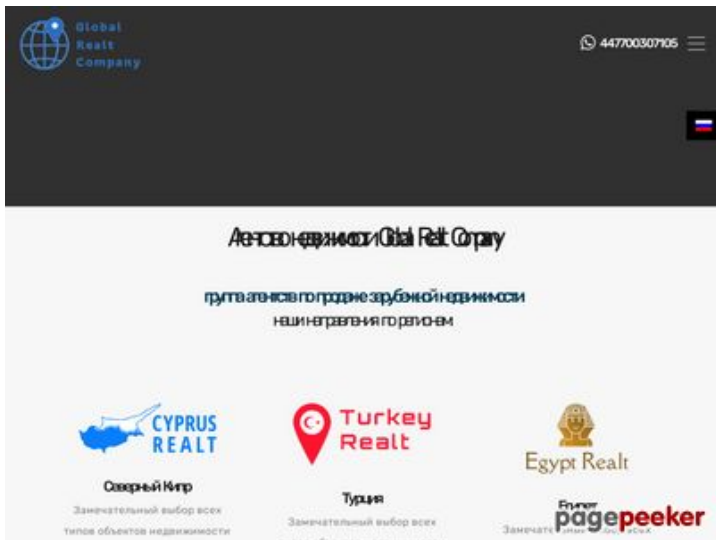 Global
Realt
Company
447700307105
Агентство недвижимости Global Realt Company
группа агентств по продаже зарубежной недвижимости
наши направления по регионам
CYPRUS
REALT
Turkey
Realt
Egypt Realt
Северный Кипр
Турция
Египет
Замечательный выбор всех
типов объектов недвижимости
Замечательный выбор всех
pagepeeker